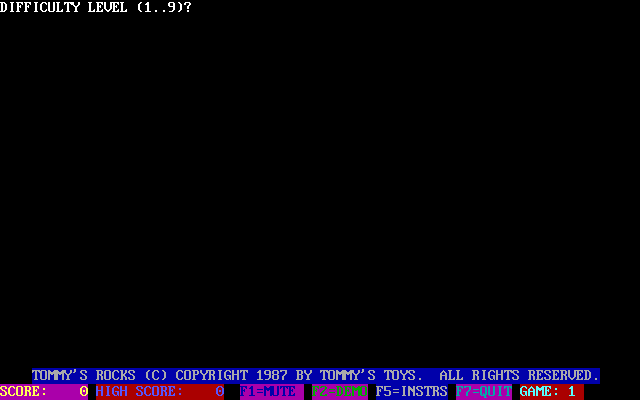 DIFFICULTY LEVEL (1..9)?
TOMMY'S ROCKS (C) COPYRIGHT 1987 BY TOMMY'S TOYS.  ALL RIGHTS RESERVED.
SCORE:    0 HIGH SCORE:    0 F1=MUTE F2=DEMO F5=INSTRS F7=QUIT GAME: 1